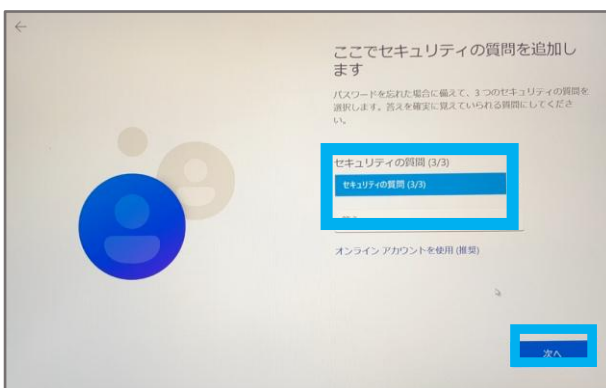 ここでセキュリティの質問を追加し
ます
パスワードを忘れた場合に備えて、3 つのセキュリティの質問を
選択します。答えを確実に覚えていられる質問にしてくださ
い。
セキュリティの質問 (3/3)
セキュリティの質問 (3/3)
オンライン アカウントを使用 (推奨)
次へ